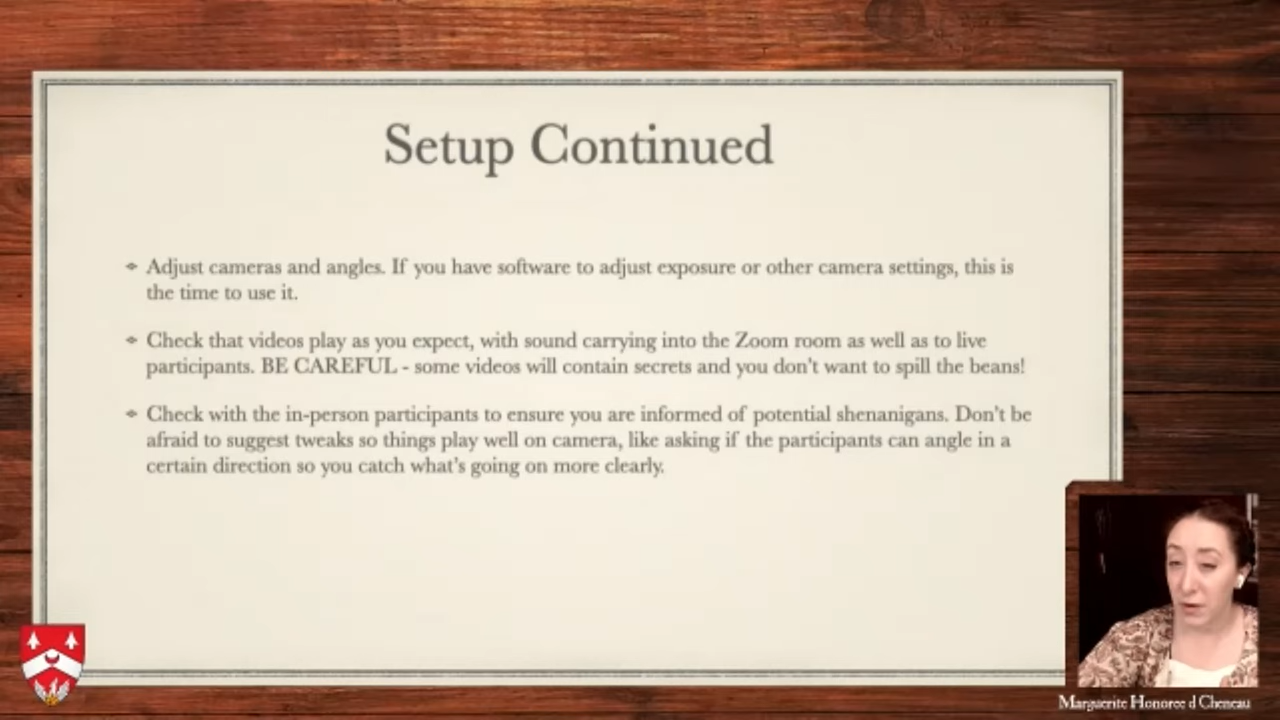 Setup Continued
Adjust cameras and angles. If you have software to adjust exposure or other camera settings, this is
the time to use it.
Check that videos play as you expect, with sound carrying into the Zoom room as well as to live
participants. BE CAREFUL - some videos will contain secrets and you don't want to spill the beans!
Check with the in-person participants to ensure you are informed of potential shenanigans. Don't be
afraid to suggest tweaks so things play well on camera, like asking if the participants can angle in a
certain direction so you catch what's going on more clearly.
Marguerite Honoree d Cheneau